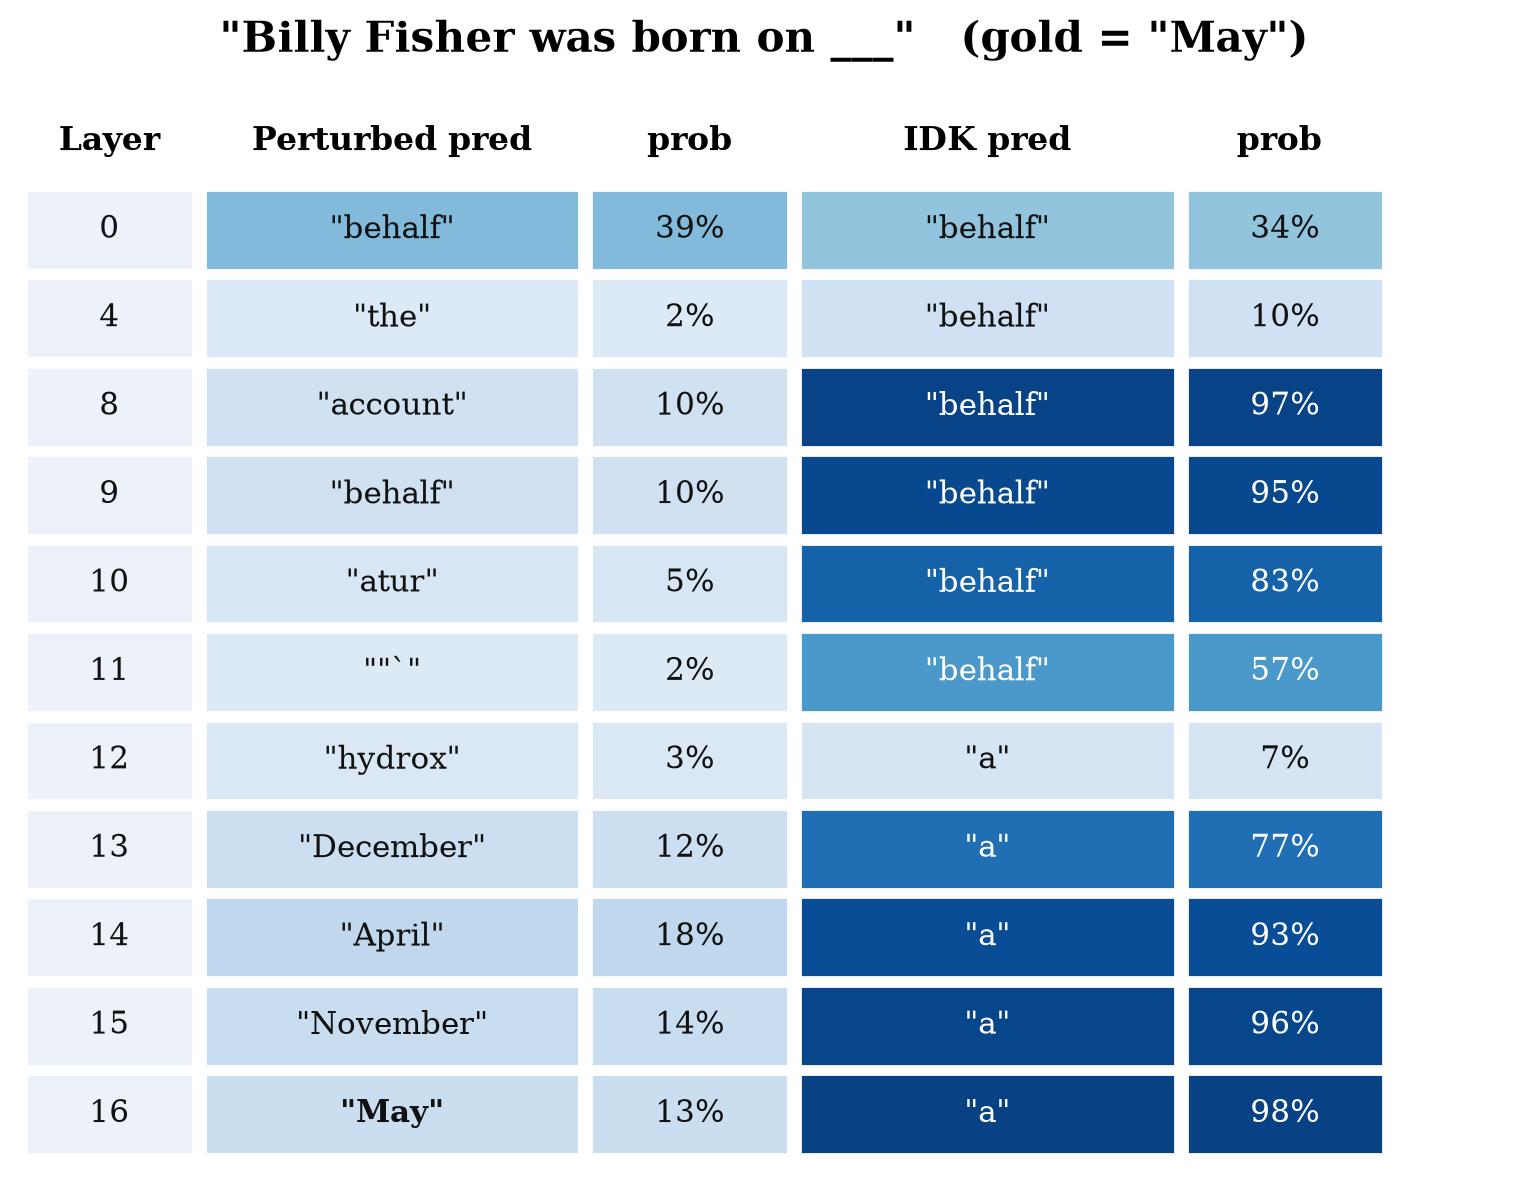 "Billy Fisher was born on ___" (gold = "May")
Layer Perturbed pred prob IDK pred prob
0 "behalf" 39% "behalf" 34%
4 "the" 2% "behalf" 10%
8 "account" 10% "behalf" 97%
9 "behalf" 10% "behalf" 95%
10 "atur" 5% "behalf" 83%
11 """`" 2% "behalf" 57%
12 "hydrox" 3% "a" 7%
13 "December" 12% "a" 77%
14 "April" 18% "a" 93%
15 "November" 14% "a" 96%
16 "May" 13% "a" 98%